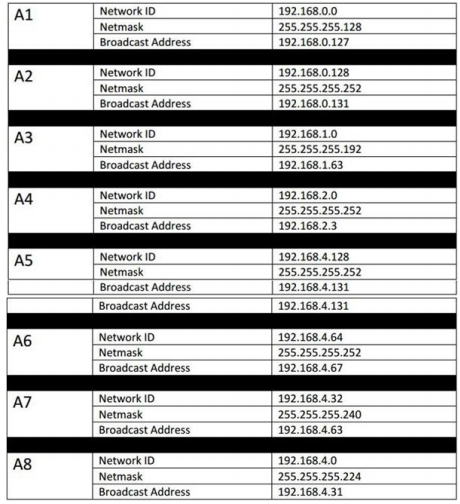 A1 Network ID 192.168.0.0
Netmask 255.255.255.128
Broadcast Address 192.168.0.127
A2 Network ID 192.168.0.128
Netmask 255.255.255.252
Broadcast Address 192.168.0.131
A3 Network ID 192.168.1.0
Netmask 255.255.255.192
Broadcast Address 192.168.1.63
A4 Network ID 192.168.2.0
Netmask 255.255.255.252
Broadcast Address 192.168.2.3
A5 Network ID 192.168.4.128
Netmask 255.255.255.252
Broadcast Address 192.168.4.131
Broadcast Address 192.168.4.131
A6 Network ID 192.168.4.64
Netmask 255.255.255.252
Broadcast Address 192.168.4.67
A7 Network ID 192.168.4.32
Netmask 255.255.255.240
Broadcast Address 192.168.4.63
A8 Network ID 192.168.4.0
Netmask 255.255.255.224
Broadcast Address 192.168.4.31